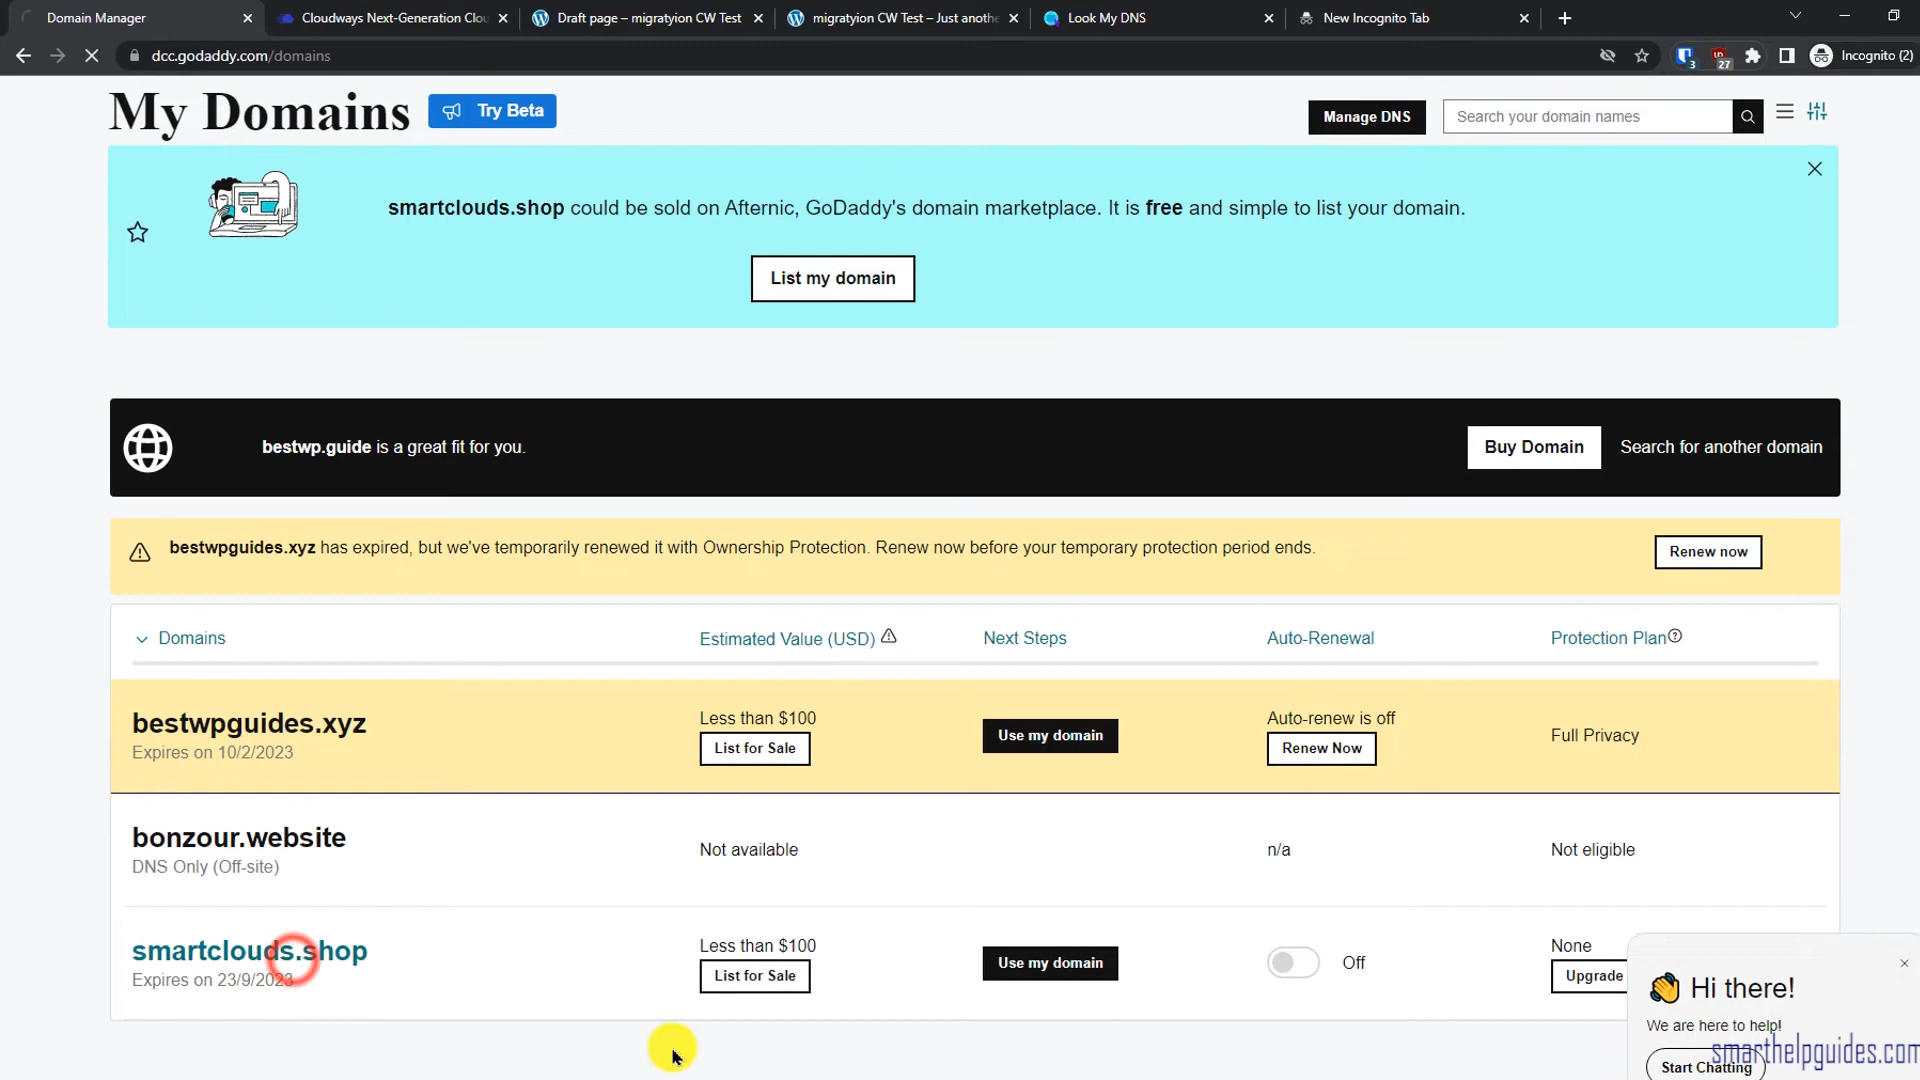 Domain Manager
Cloudways Next-Generation Clou
Draft page – migratyion CW Test
migratyion CW Test – Just anothe
Look My DNS
New Incognito Tab
dcc.godaddy.com/domains
3
27
Incognito (2)
My Domains
Try Beta
Manage DNS
Search your domain names
smartclouds.shop could be sold on Afternic, GoDaddy's domain marketplace. It is free and simple to list your domain.
List my domain
bestwp.guide is a great fit for you.
Buy Domain
Search for another domain
bestwpguides.xyz has expired, but we've temporarily renewed it with Ownership Protection. Renew now before your temporary protection period ends.
Renew now
Domains
Estimated Value (USD)
Next Steps
Auto-Renewal
Protection Plan
bestwpguides.xyz
Expires on 10/2/2023
Less than $100
List for Sale
Use my domain
Auto-renew is off
Renew Now
Full Privacy
bonzour.website
DNS Only (Off-site)
Not available
n/a
Not eligible
smartclouds.shop
Expires on 23/9/2023
Less than $100
List for Sale
Use my domain
Off
None
Upgrade
Hi there!
We are here to help!
Start Chatting
smarthelpguides.com